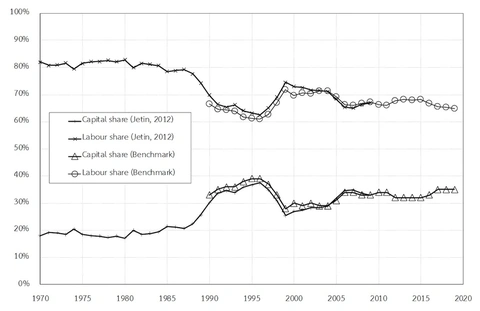 100%
90%
80%
70%
60%
50%
40%
30%
20%
10%
0%
Capital share (Jetin, 2012)
Labour share (Jetin, 2012)
Capital share (Benchmark)
Labour share (Benchmark)
1970 1975 1980 1985 1990 1995 2000 2005 2010 2015 2020